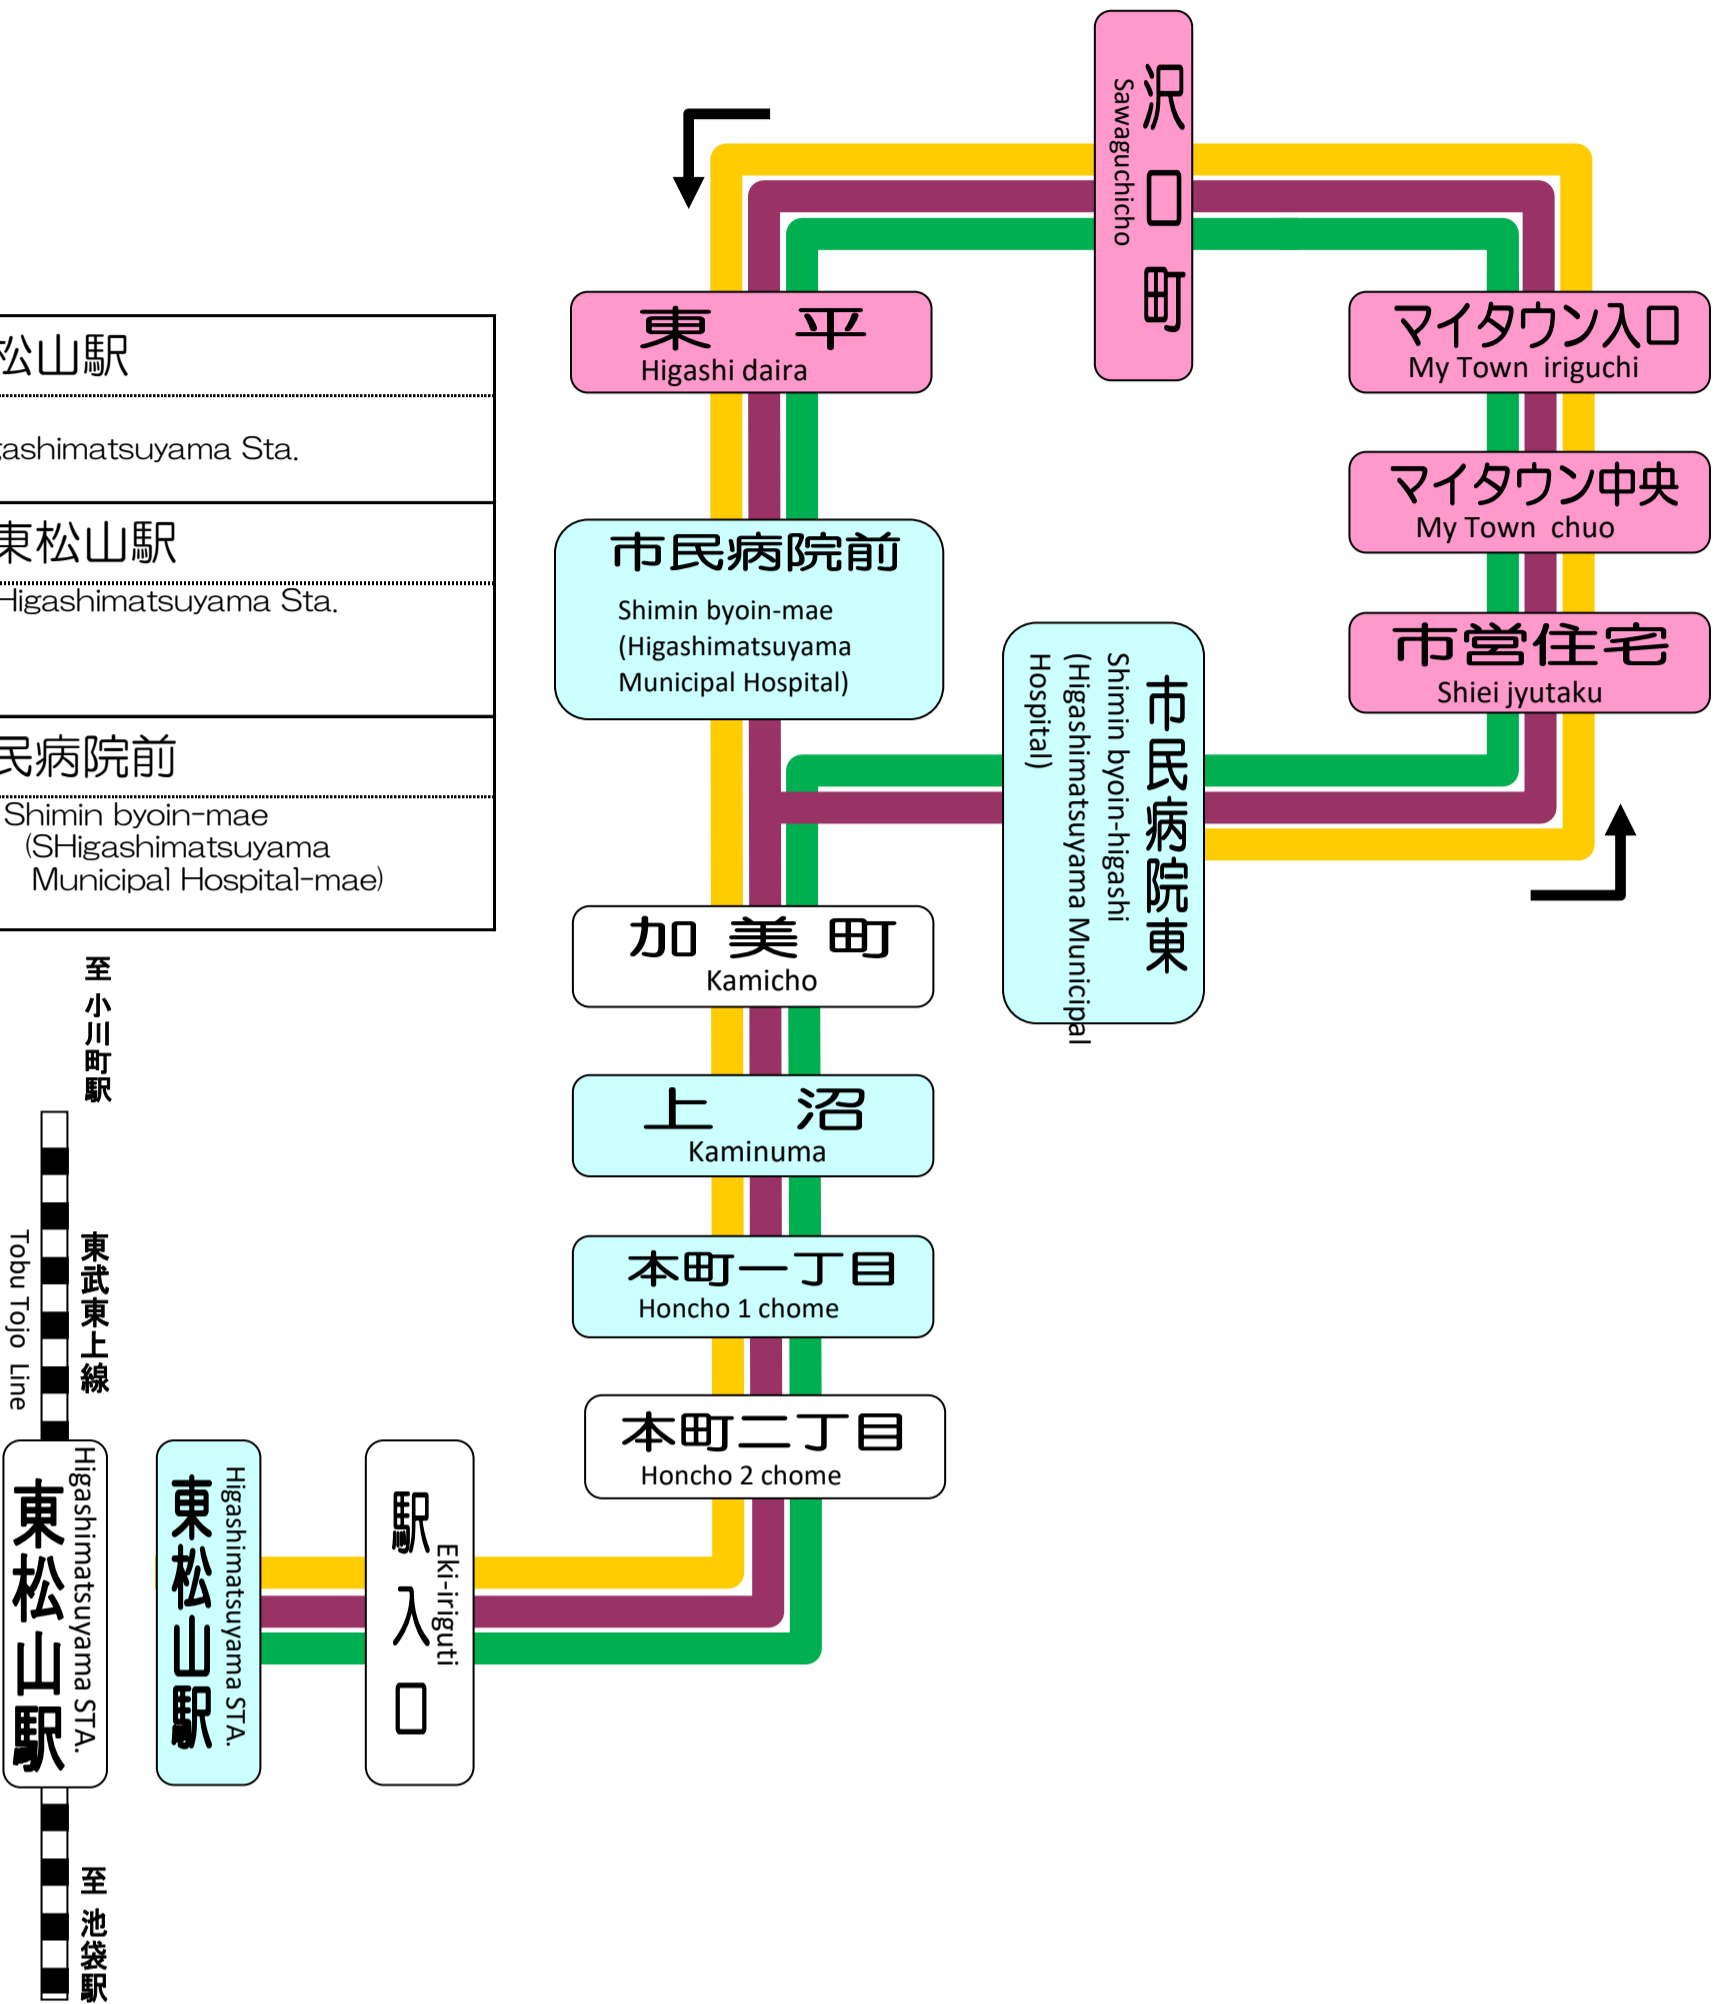 沢口町
Sawaguchicho
東 平
Higashi daira
マイタウン入口
My Town iriguchi
マイタウン中央
My Town chuo
市営住宅
Shiei jyutaku
松山駅
gashimatsuyama Sta.
東松山駅
Higashimatsuyama Sta.
民病院前
Shimin byoin-mae
(SHigashimatsuyama
Municipal Hospital-mae)
市民病院前
Shimin byoin-mae
(Higashimatsuyama
Municipal Hospital)
市民病院東
Shimin byoin-higashi
(Higashimatsuyama Municipal
Hospital)
加 美 町
Kamicho
上 沼
Kaminuma
本町一丁目
Honcho 1 chome
本町二丁目
Honcho 2 chome
至 小川町駅
東武東上線
Tobu Tojo Line
Higashimatsuyama STA.
東松山駅
Higashimatsuyama STA.
東松山駅
Eki-iriguti
駅入口
至 池袋駅